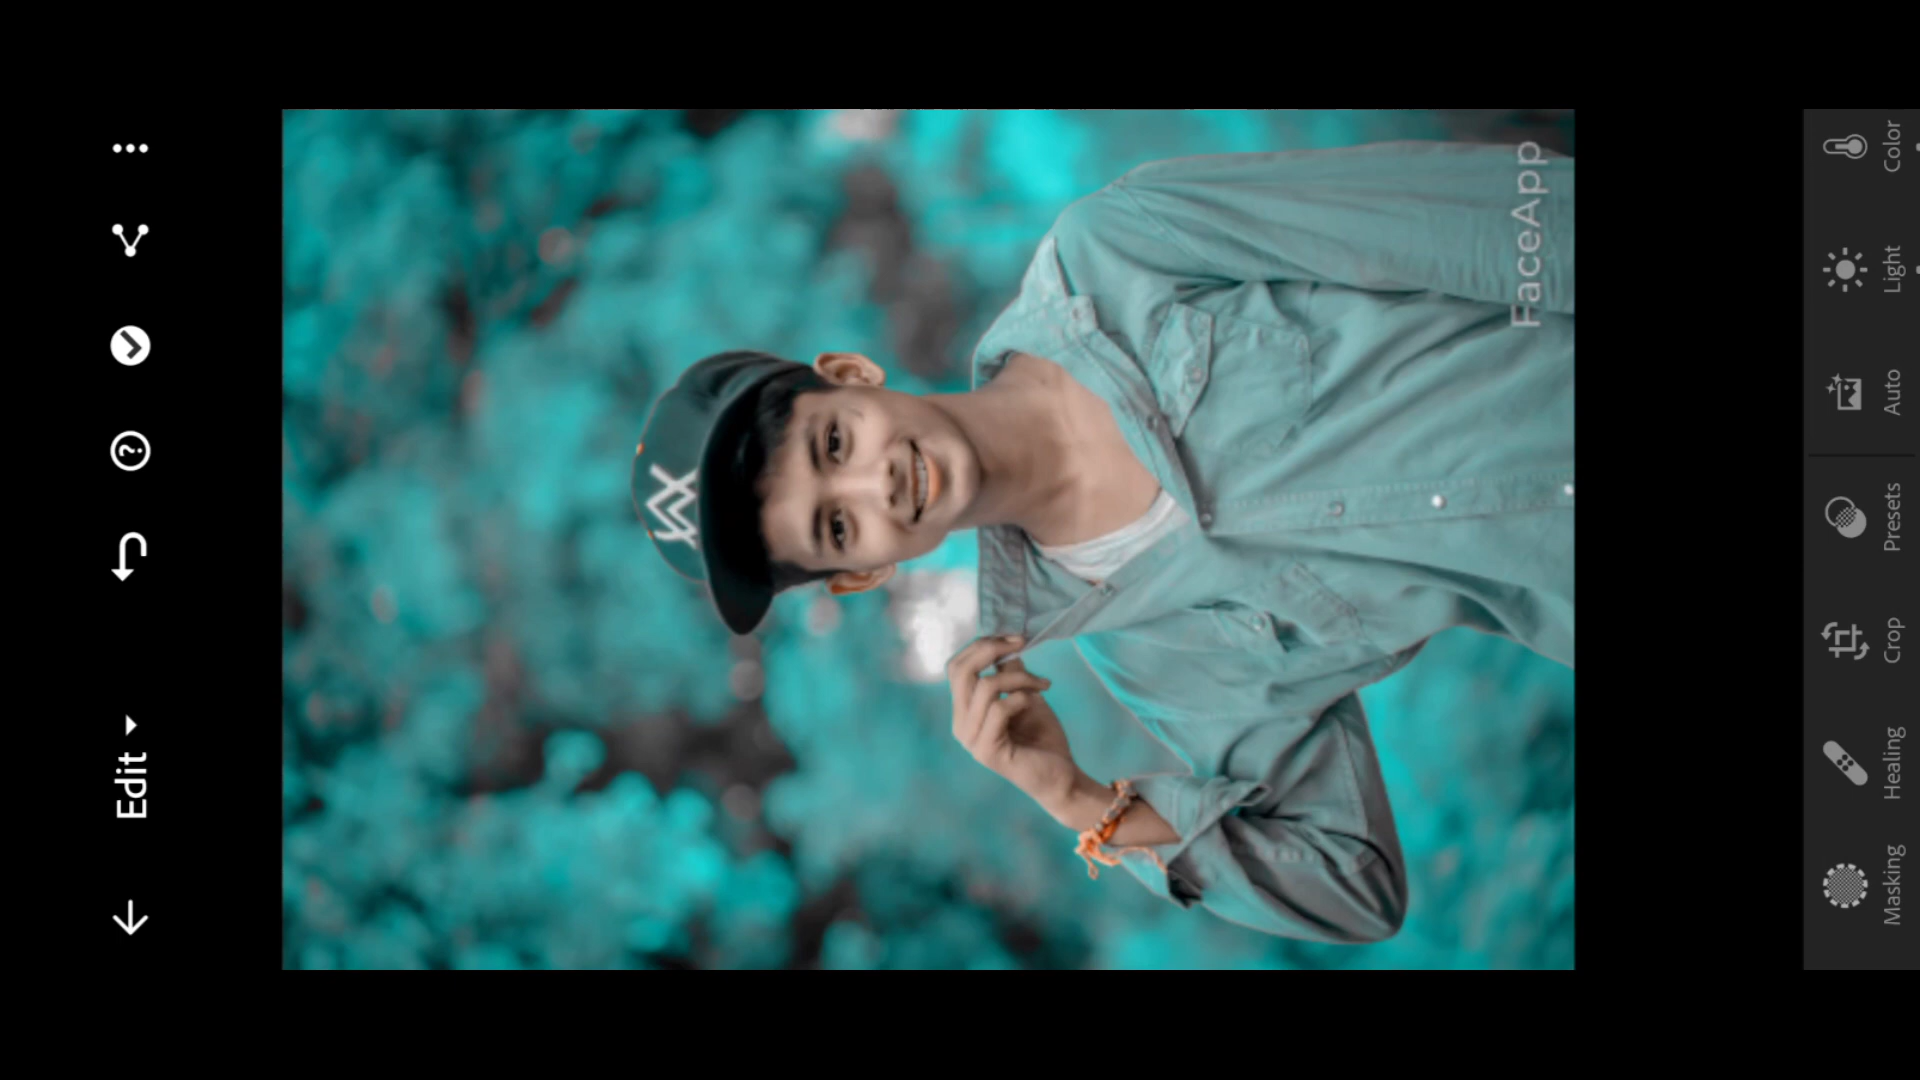 Edit
FaceApp
Masking
Healing
Crop
Presets
Auto
Light
Color